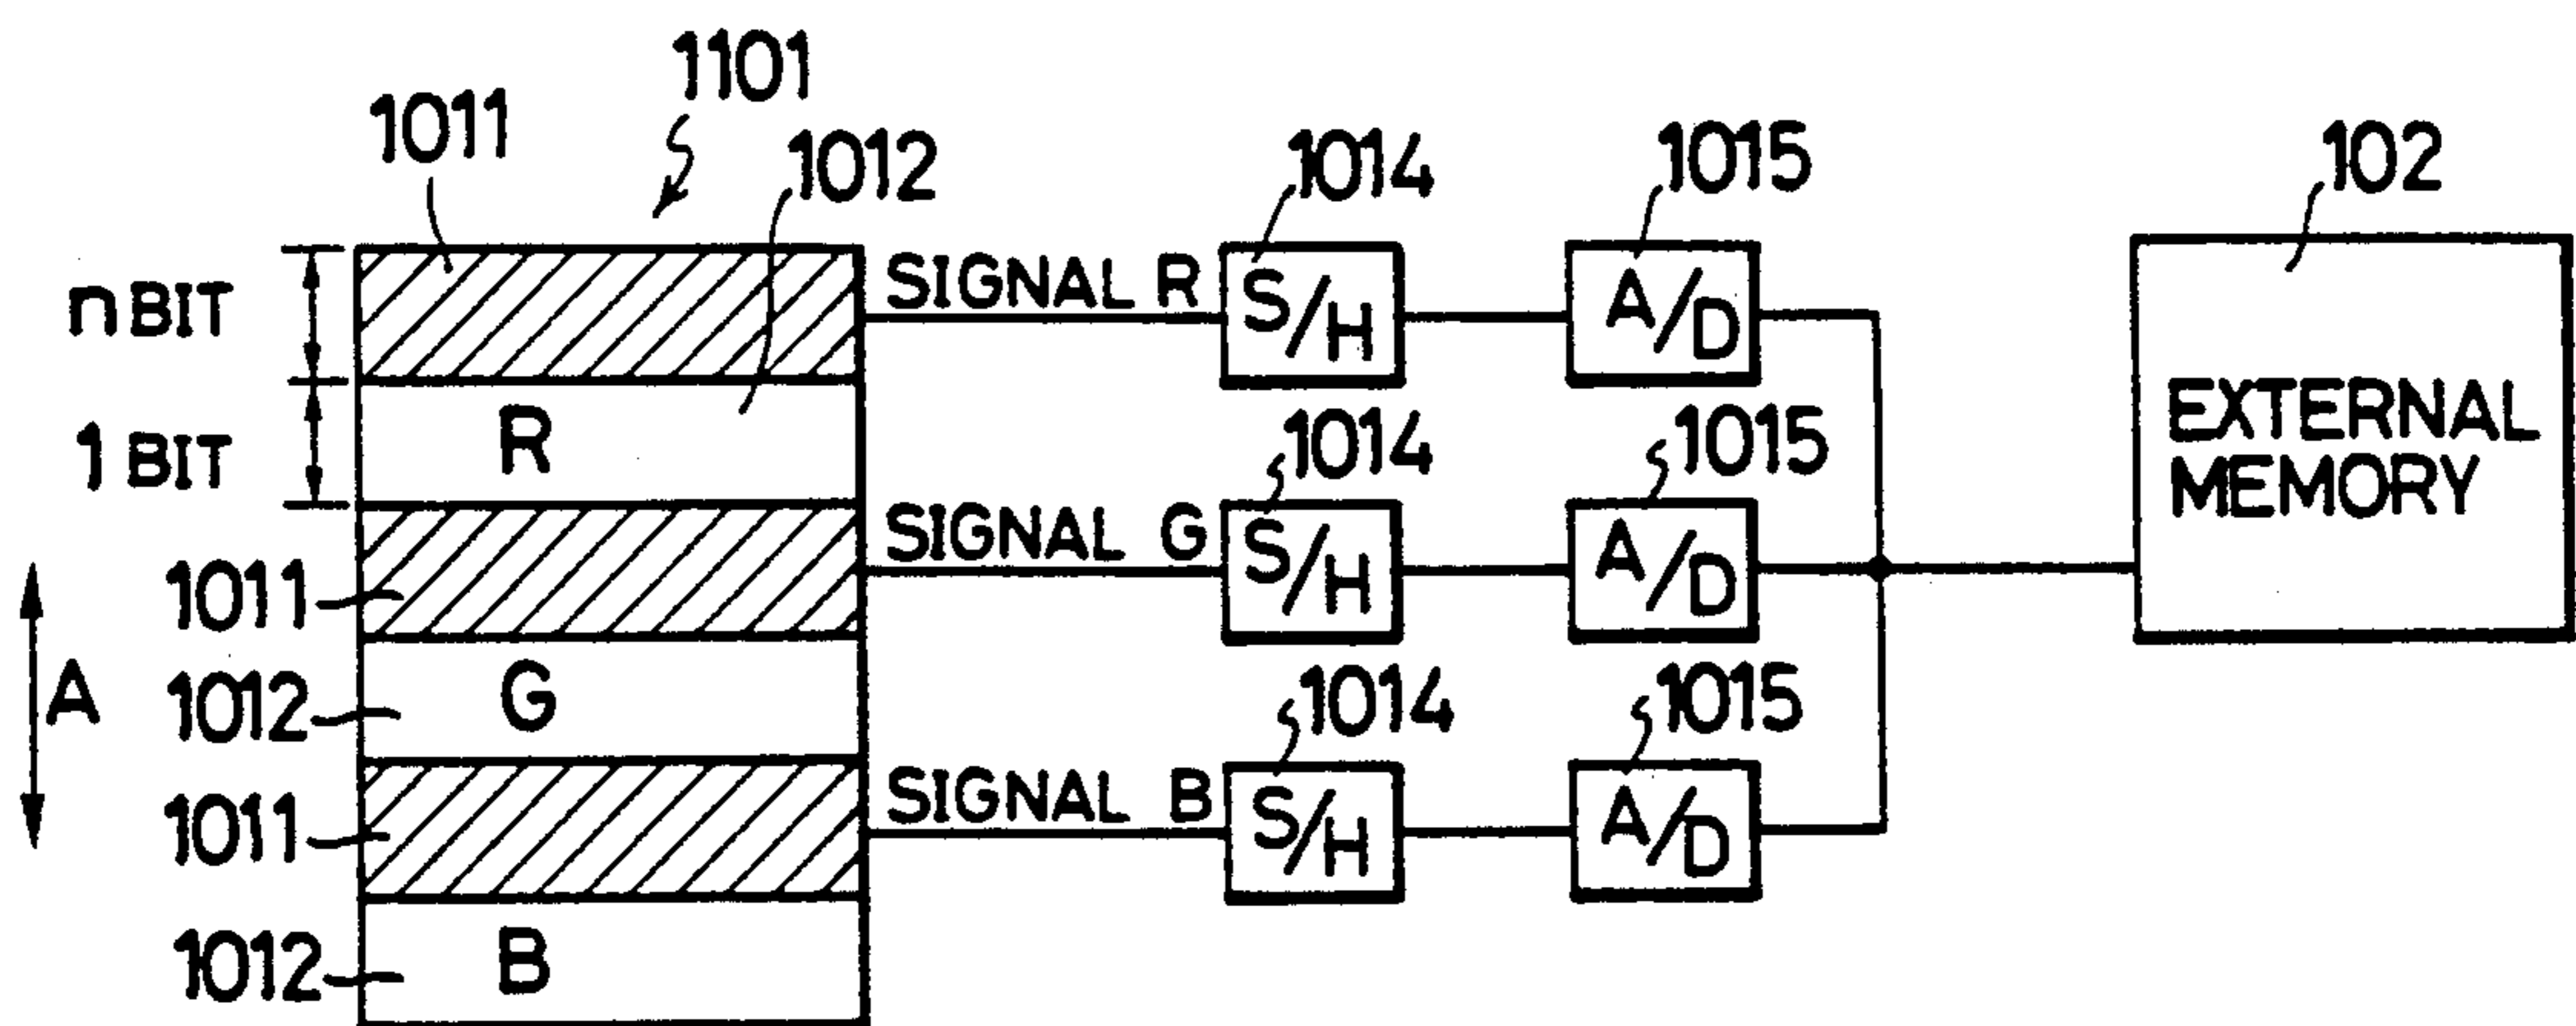 1101
1011
1012
1014
1015
102
n BIT
SIGNAL R
S/H
A/D
EXTERNAL
MEMORY
1 BIT
R
1014
1015
SIGNAL G
S/H
A/D
1011
A
1012
G
1014
1015
1011
SIGNAL B
S/H
A/D
1012
B